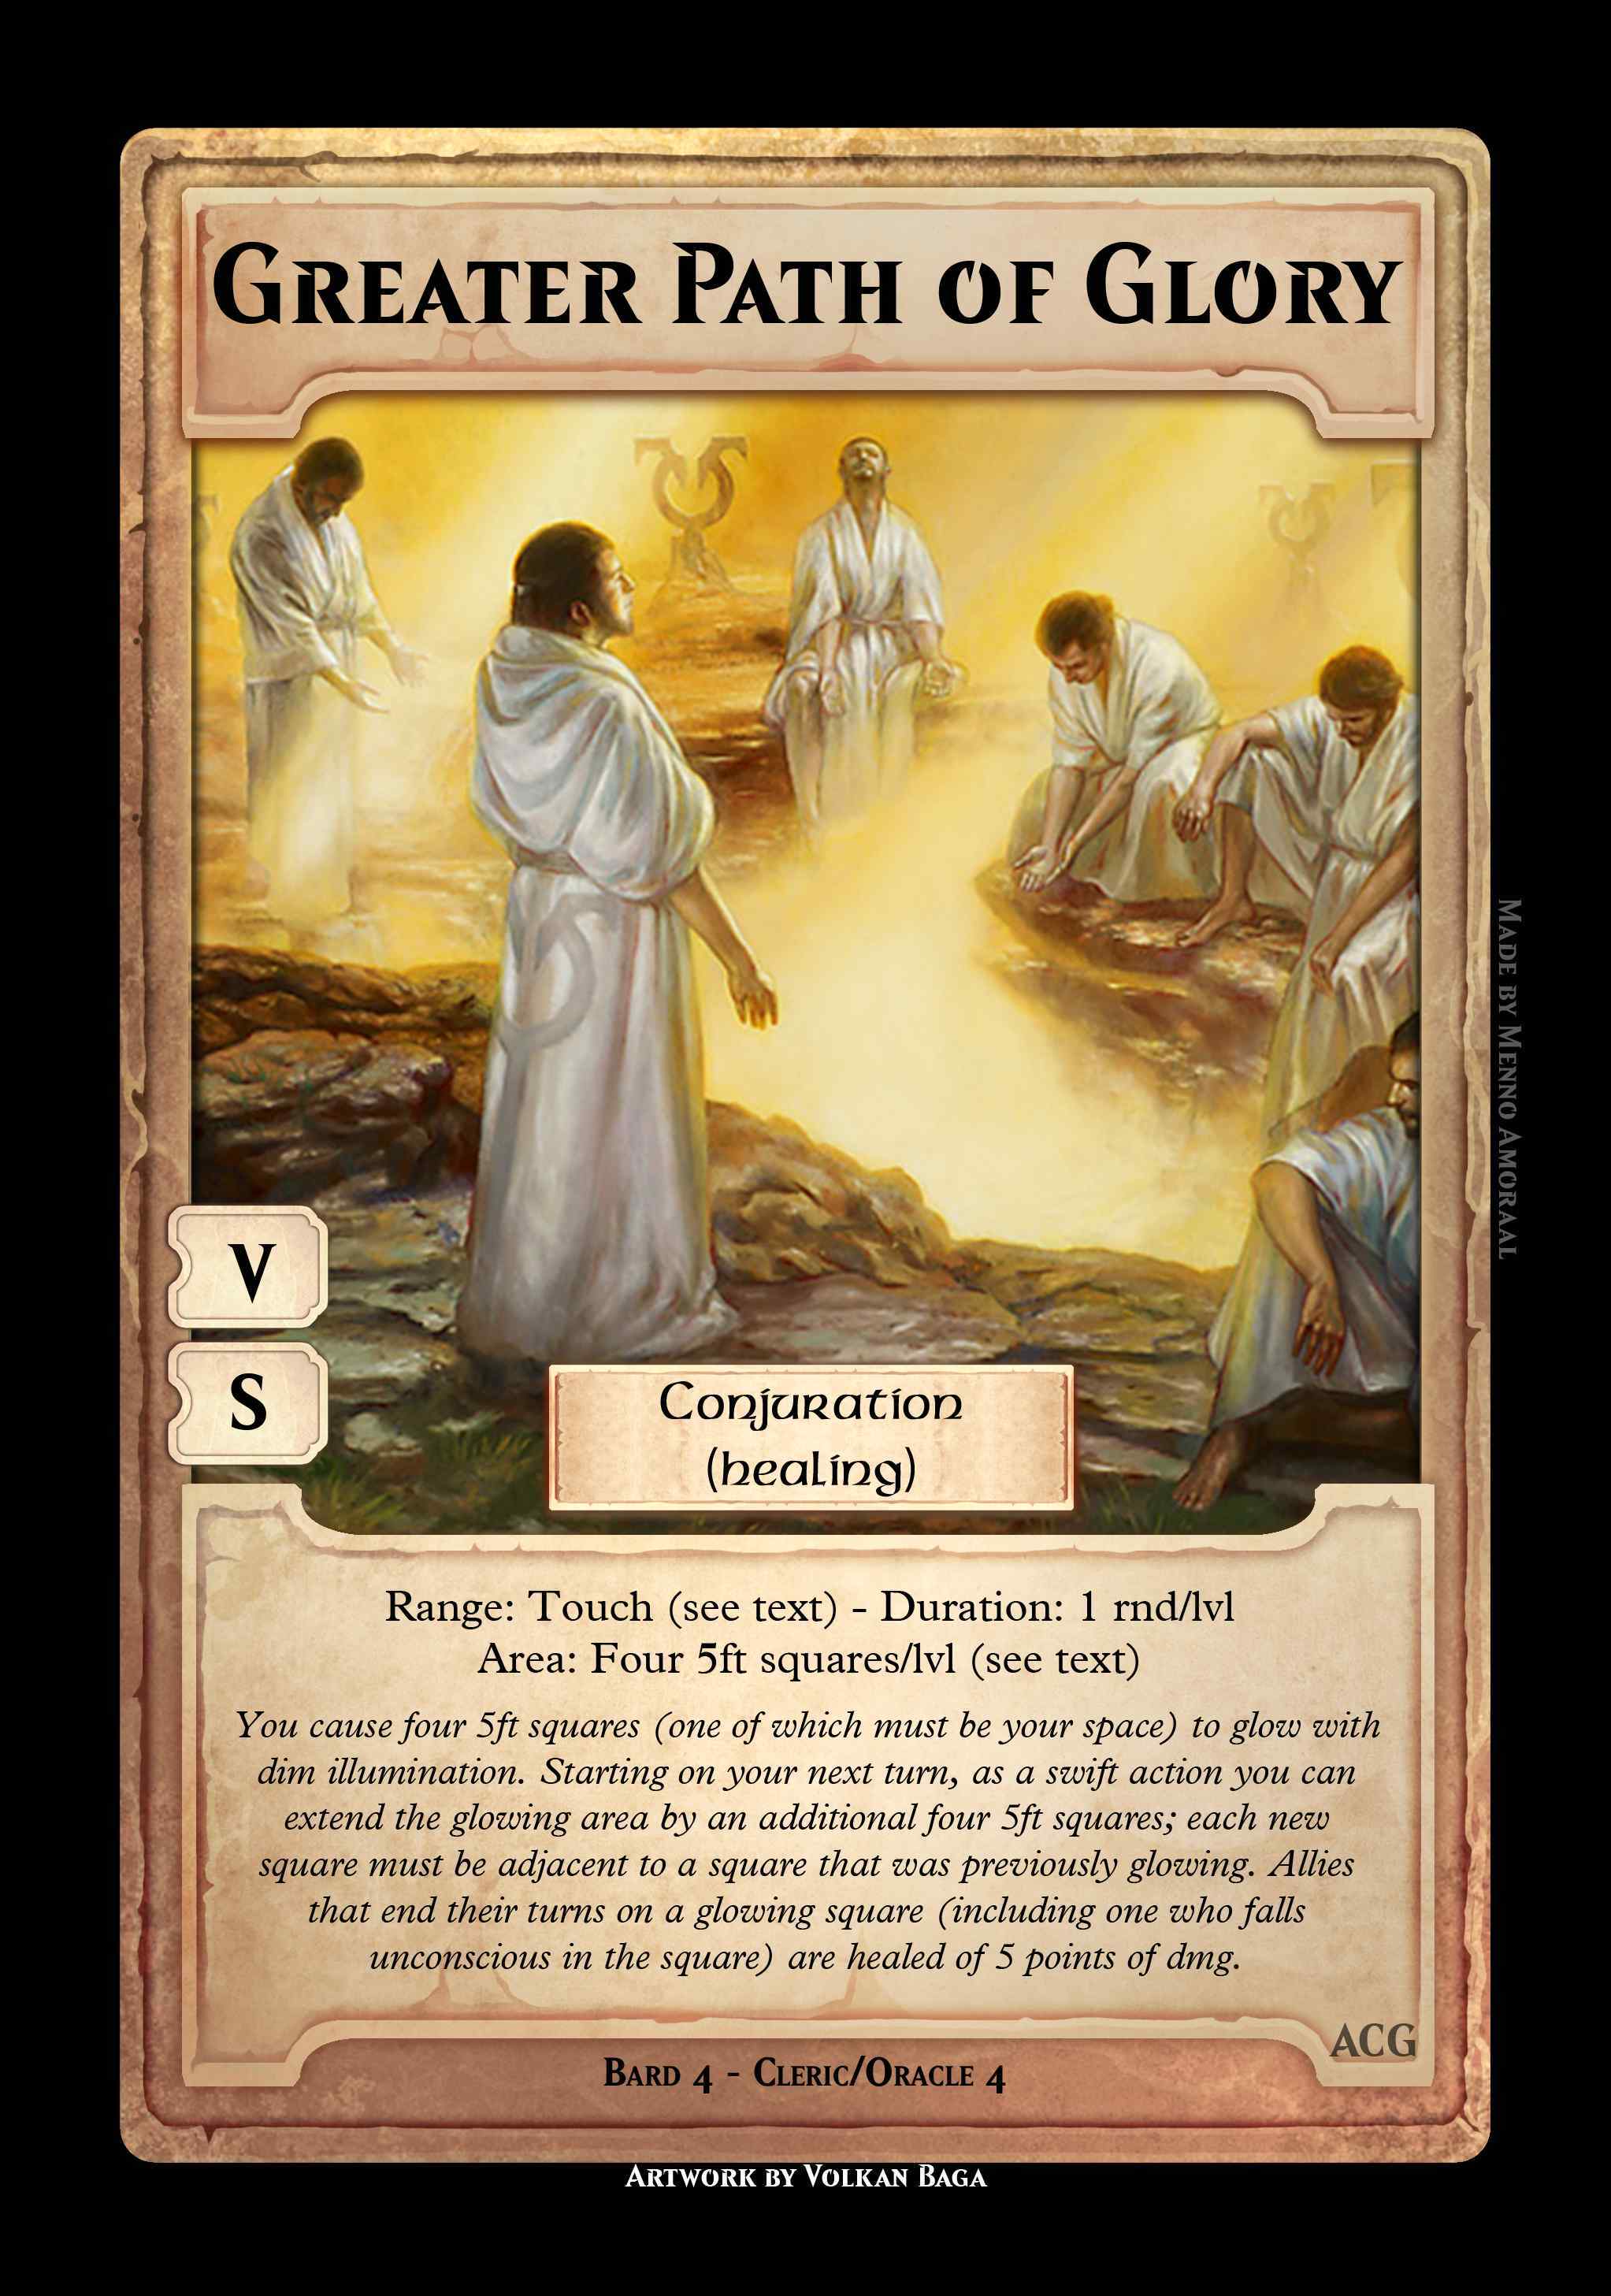 Greater Path of Glory
V
S
Conjuration
(healing)
Range: Touch (see text) - Duration: 1 rnd/lvl
Area: Four 5ft squares/lvl (see text)
You cause four 5ft squares (one of which must be your space) to glow with
dim illumination. Starting on your next turn, as a swift action you can
extend the glowing area by an additional four 5ft squares; each new
square must be adjacent to a square that was previously glowing. Allies
that end their turns on a glowing square (including one who falls
unconscious in the square) are healed of 5 points of dmg.
ACG
Bard 4 - Cleric/Oracle 4
Artwork by Volkan Baga
Made by Menno Amoraal